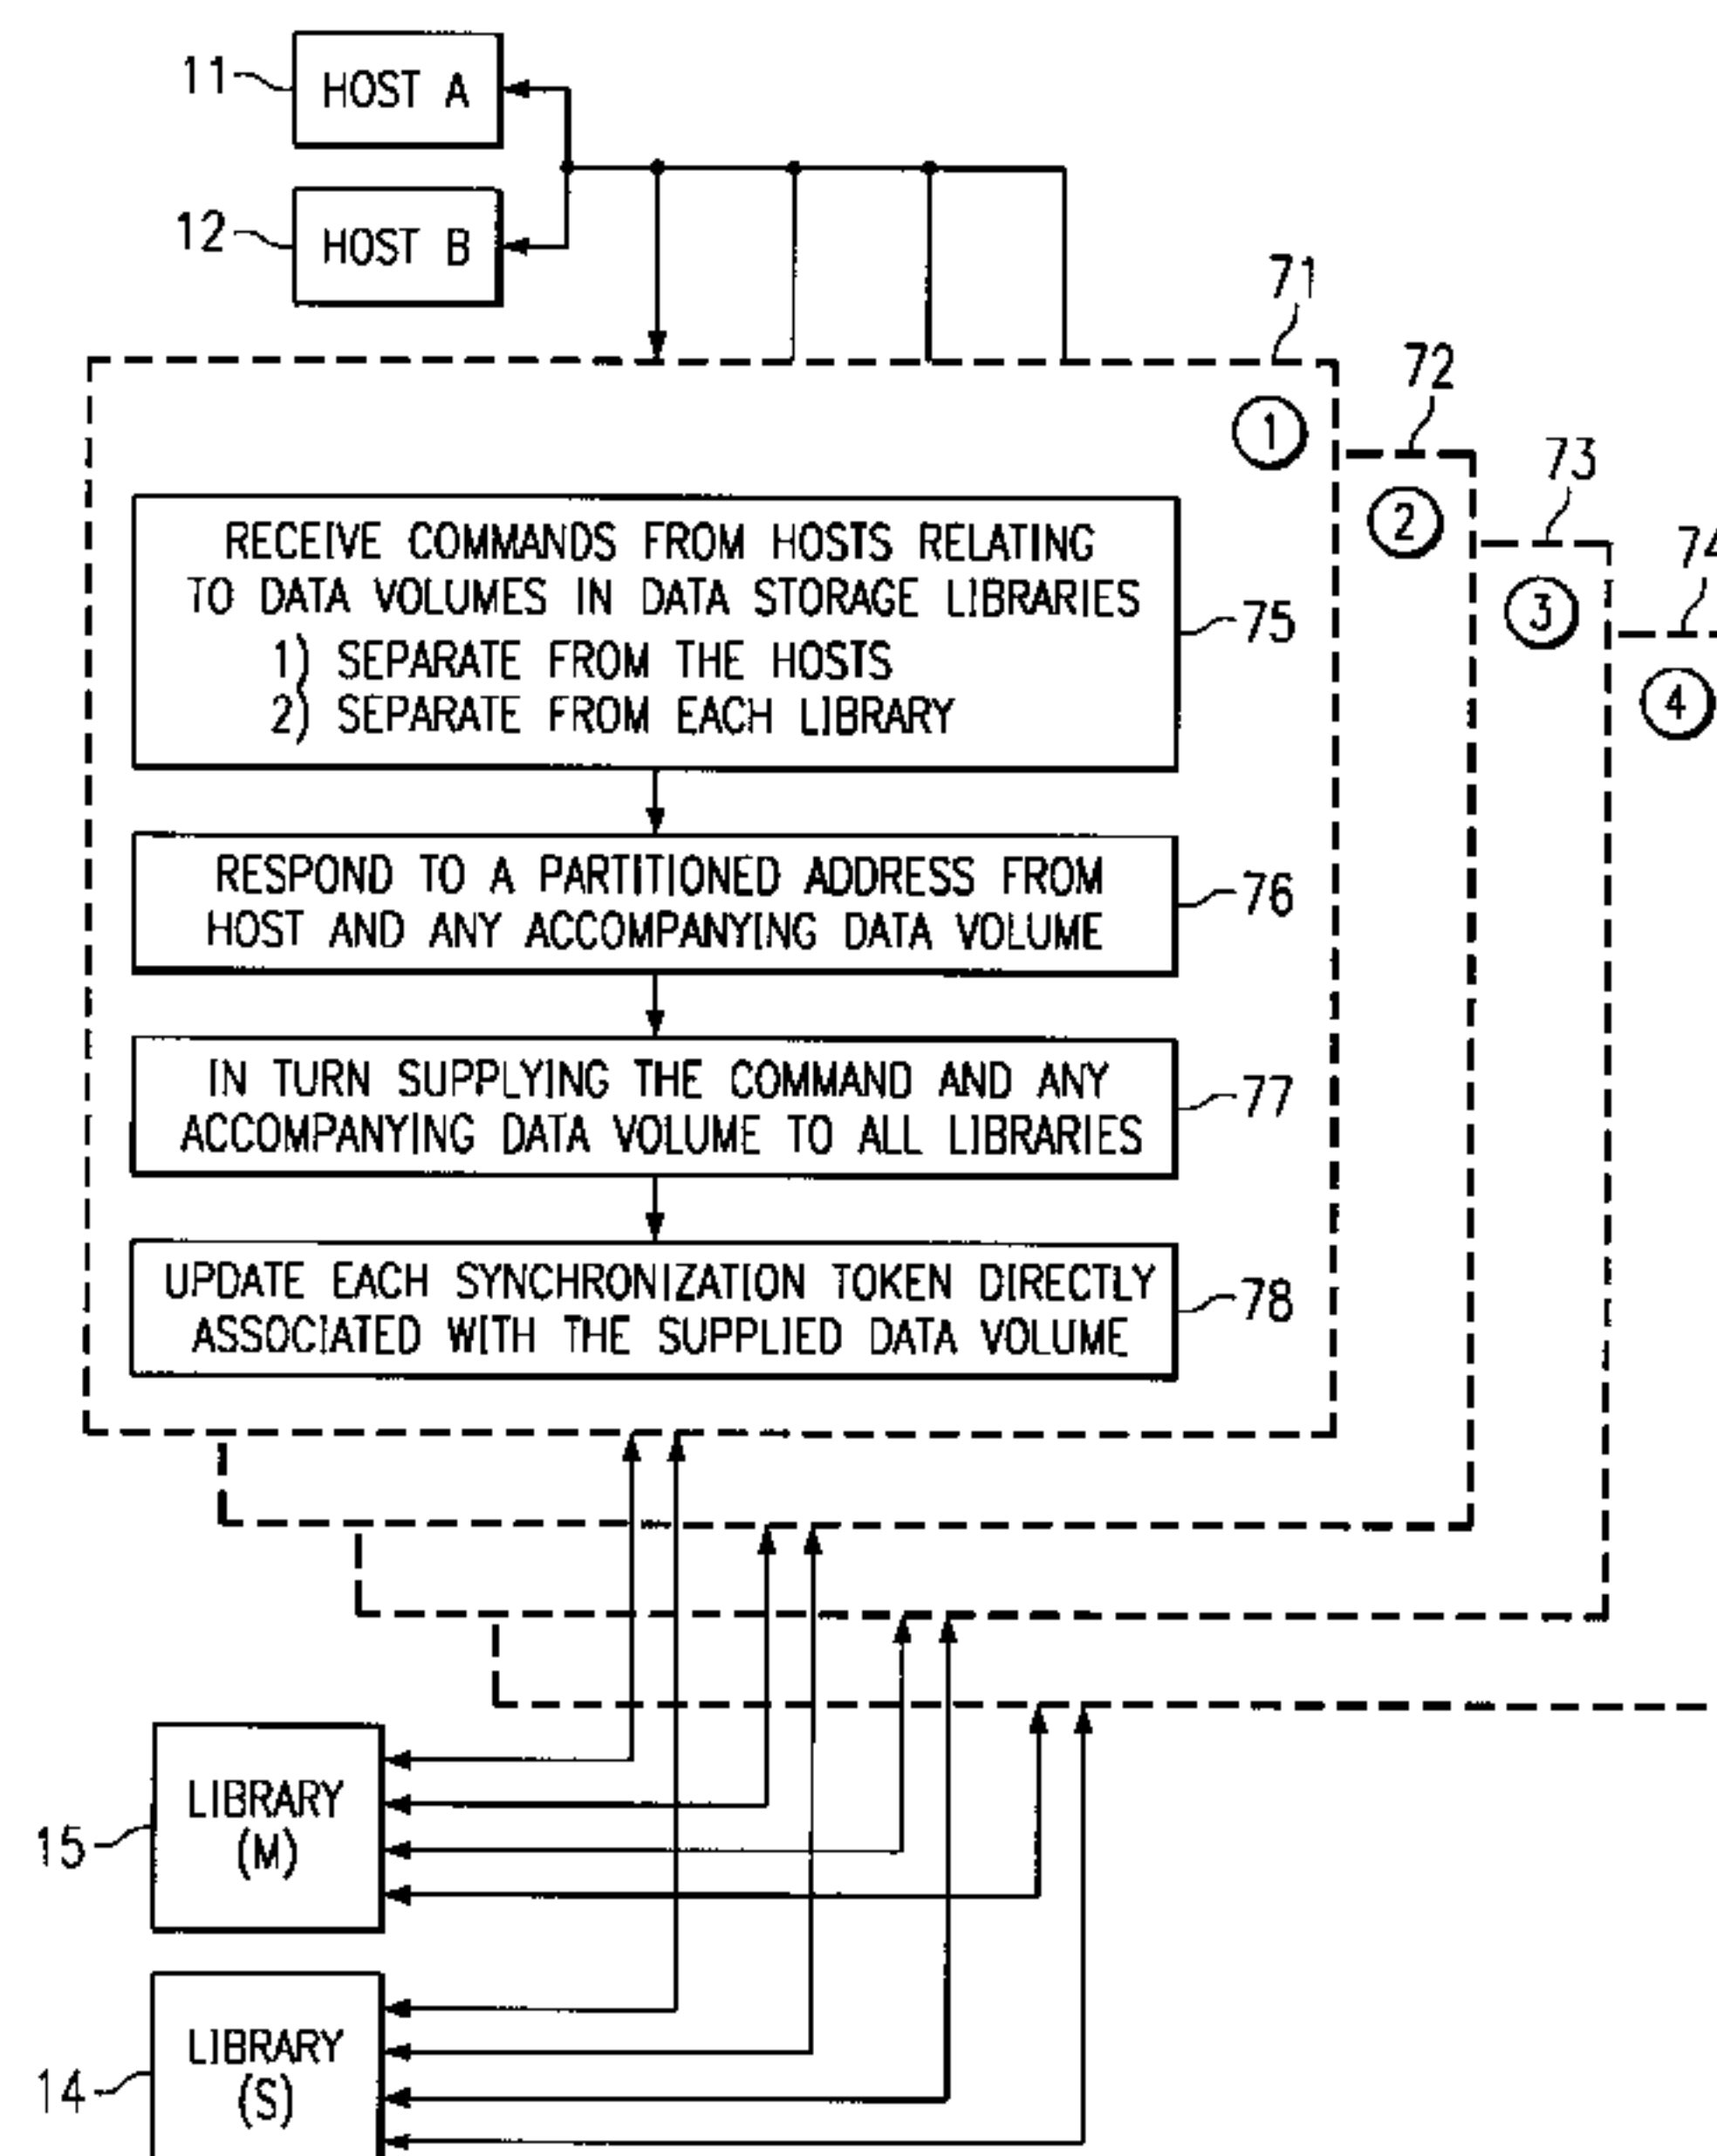 11
HOST A
12
HOST B
71
72
73
74
1
2
3
4
RECEIVE COMMANDS FROM HOSTS RELATING
TO DATA VOLUMES IN DATA STORAGE LIBRARIES
1) SEPARATE FROM THE HOSTS
2) SEPARATE FROM EACH LIBRARY
75
RESPOND TO A PARTITIONED ADDRESS FROM
HOST AND ANY ACCOMPANYING DATA VOLUME
76
IN TURN SUPPLYING THE COMMAND AND ANY
ACCOMPANYING DATA VOLUME TO ALL LIBRARIES
77
UPDATE EACH SYNCHRONIZATION TOKEN DIRECTLY
ASSOCIATED WITH THE SUPPLIED DATA VOLUME
78
15
LIBRARY
(M)
14
LIBRARY
(S)